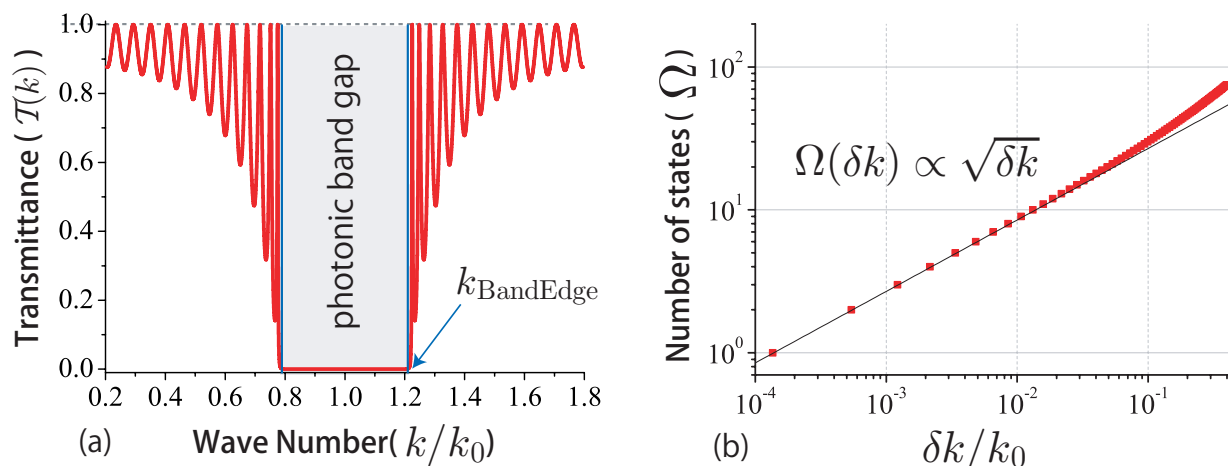 1.0
0.8
0.6
0.4
0.2
0.0
Transmittance ( 𝒯(k) )
photonic band gap
k_BandEdge
0.2 0.4 0.6 0.8 1.0 1.2 1.4 1.6 1.8
(a) Wave Number( k/k₀ )
10²
10¹
10⁰
Number of states ( Ω )
Ω(δk) ∝ √δk
10⁻⁴ 10⁻³ 10⁻² 10⁻¹
(b) δk/k₀